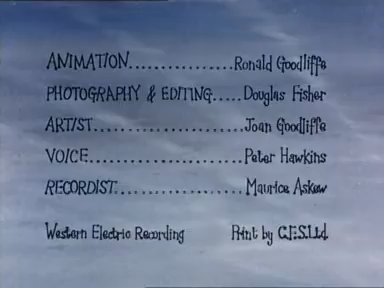 ANIMATION...............Ronald Goodliffe
PHOTOGRAPHY & EDITING.....Douglas Fisher
ARTIST......................Joan Goodliffe
VOICE.......................Peter Hawkins
RECORDIST...................Maurice Askew
Western Electric Recording Print by C.F.S.Ltd.